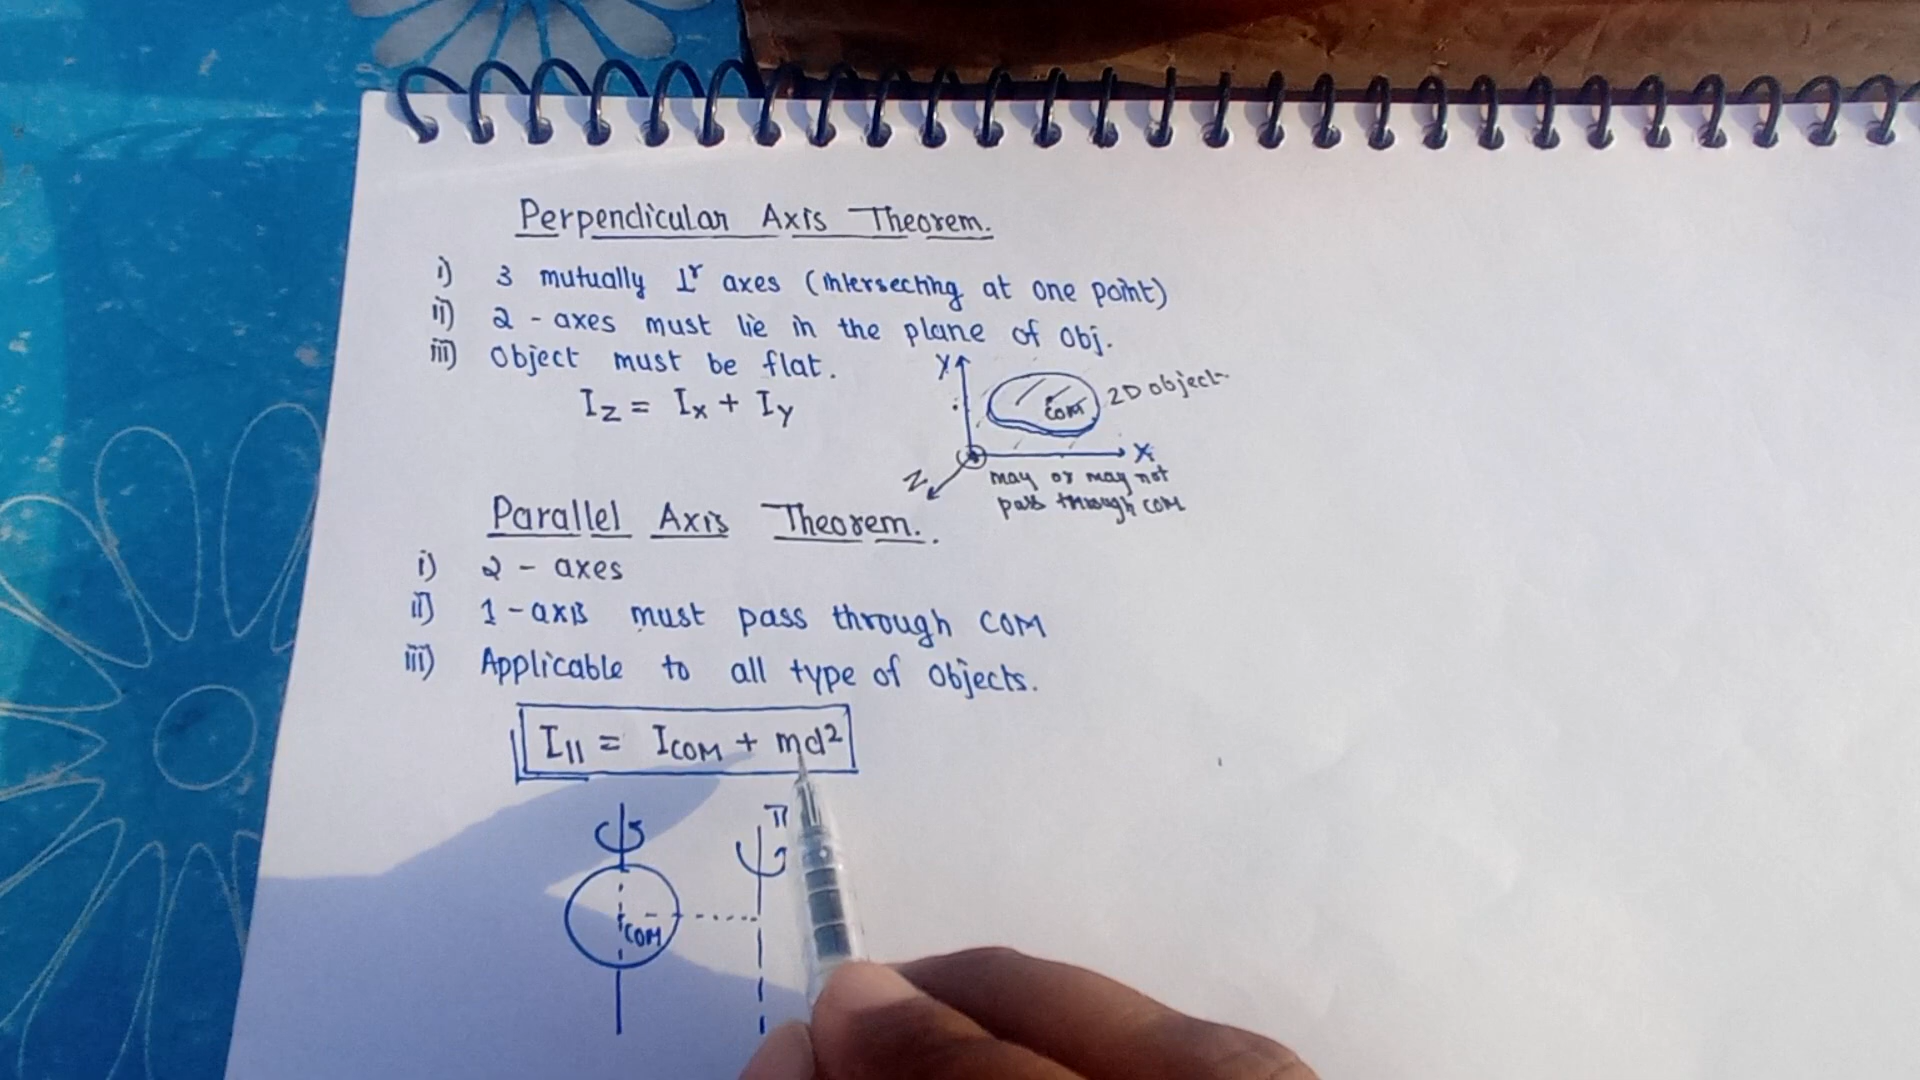 Perpendicular Axis Theorem.
i) 3 mutually ⊥r axes (intersecting at one point)
ii) 2 - axes must lie in the plane of Obj.
iii) Object must be flat.
Iz = Ix + Iy
Y
COM
2D object
X
Z
may or may not
pass through COM
Parallel Axis Theorem.
i) 2 - axes
ii) 1 - axis must pass through COM
iii) Applicable to all type of Objects.
I|| = ICOM + md²
COM